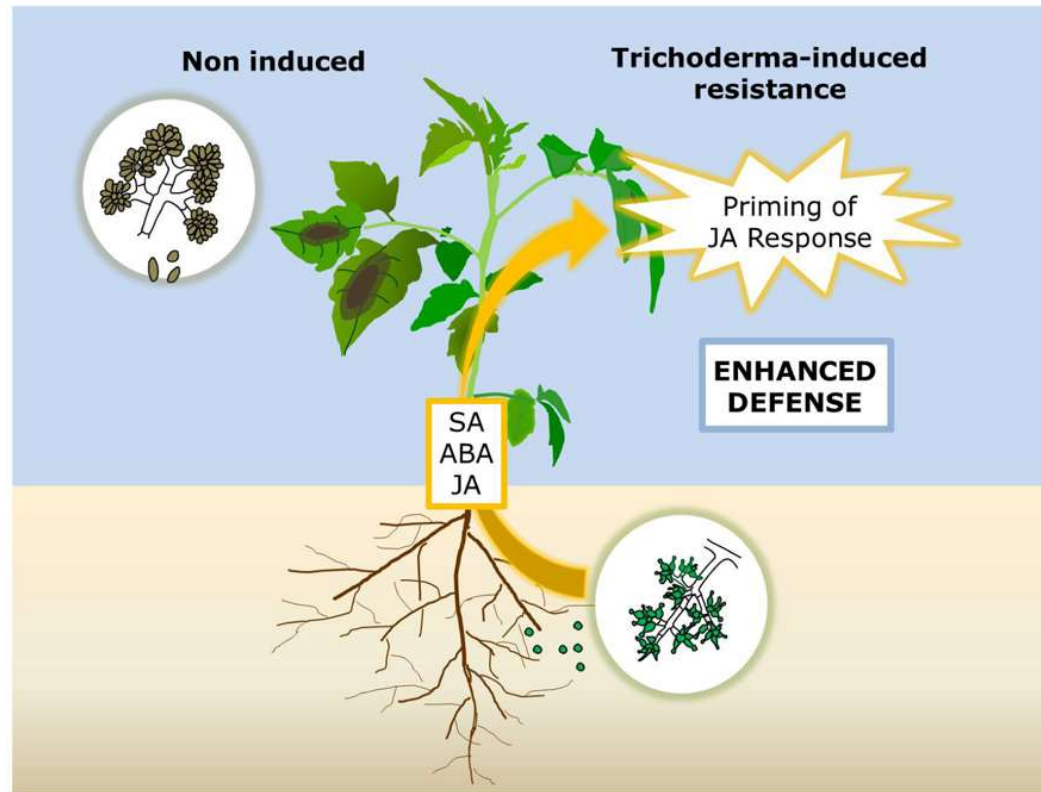 Non induced
Trichoderma-induced
resistance
Priming of
JA Response
ENHANCED
DEFENSE
SA
ABA
JA